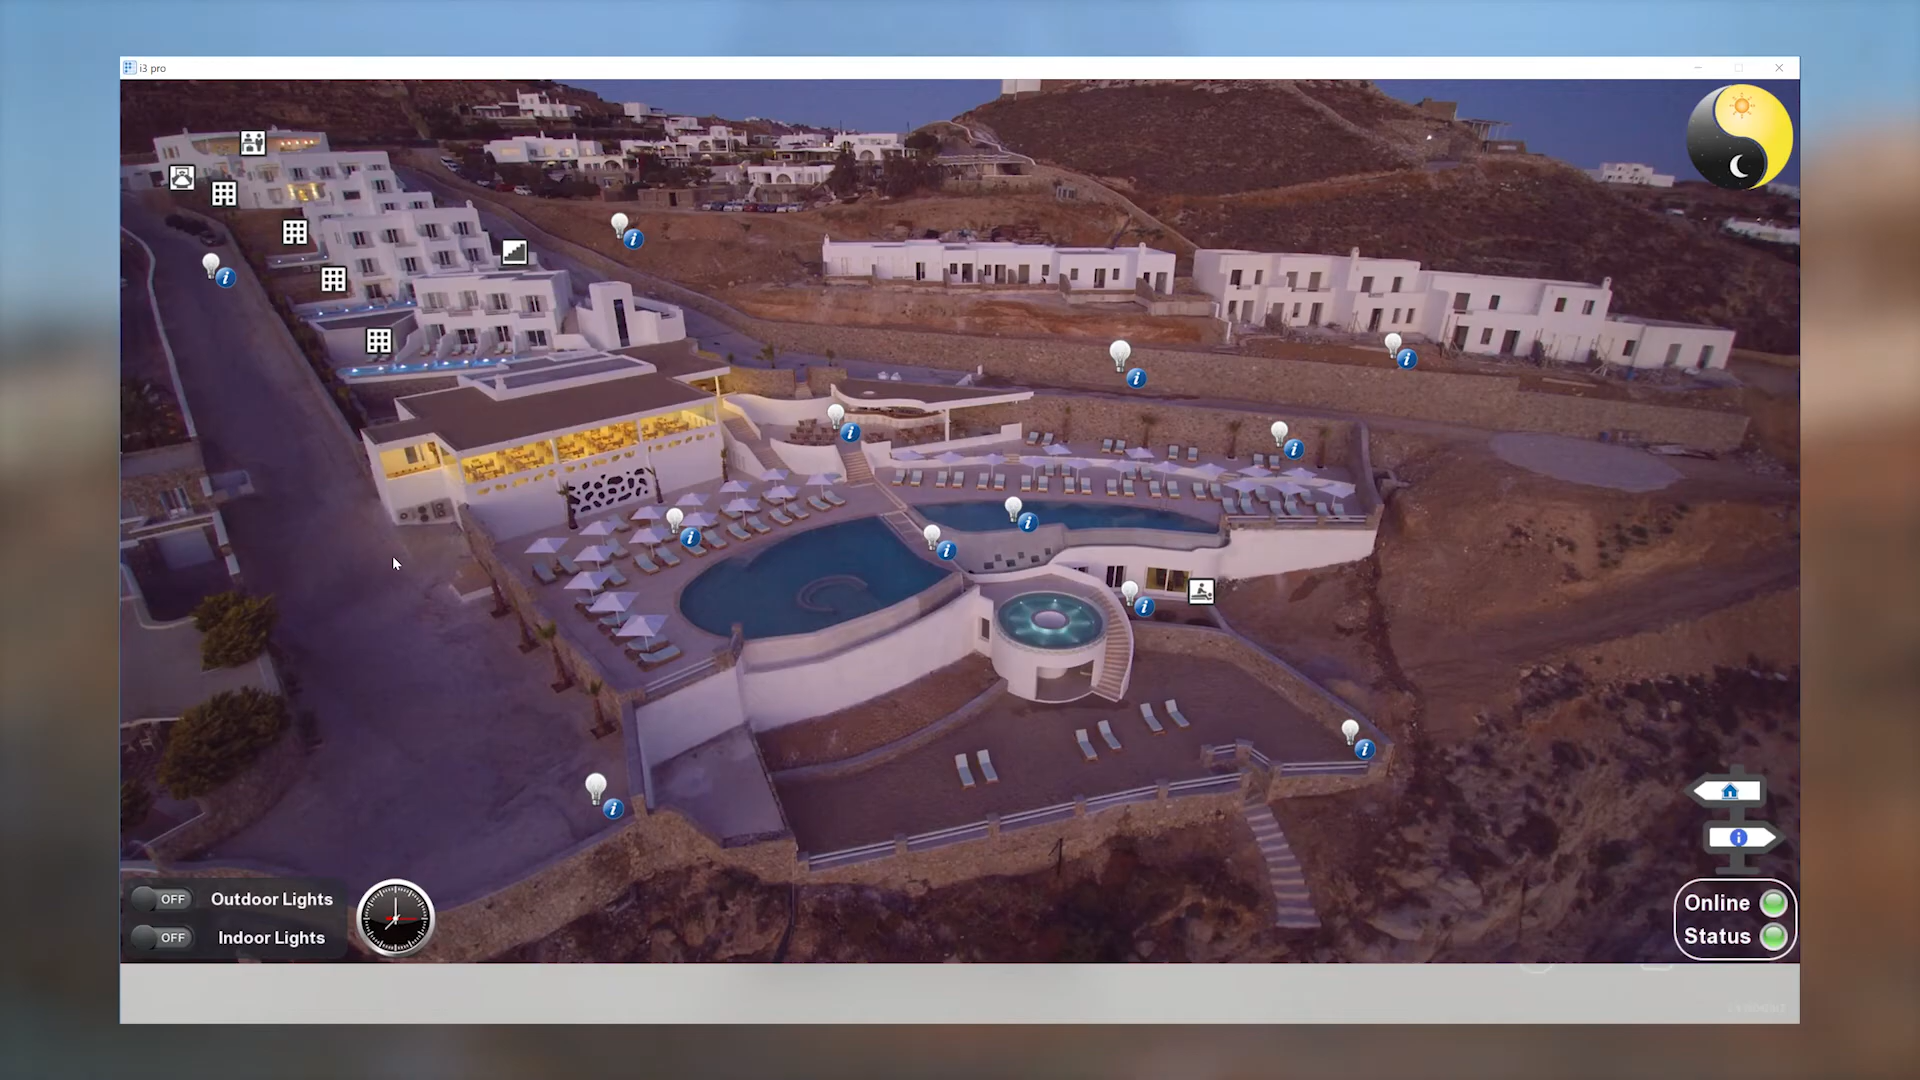 i3 pro
OFF Outdoor Lights
OFF Indoor Lights
Online
Status